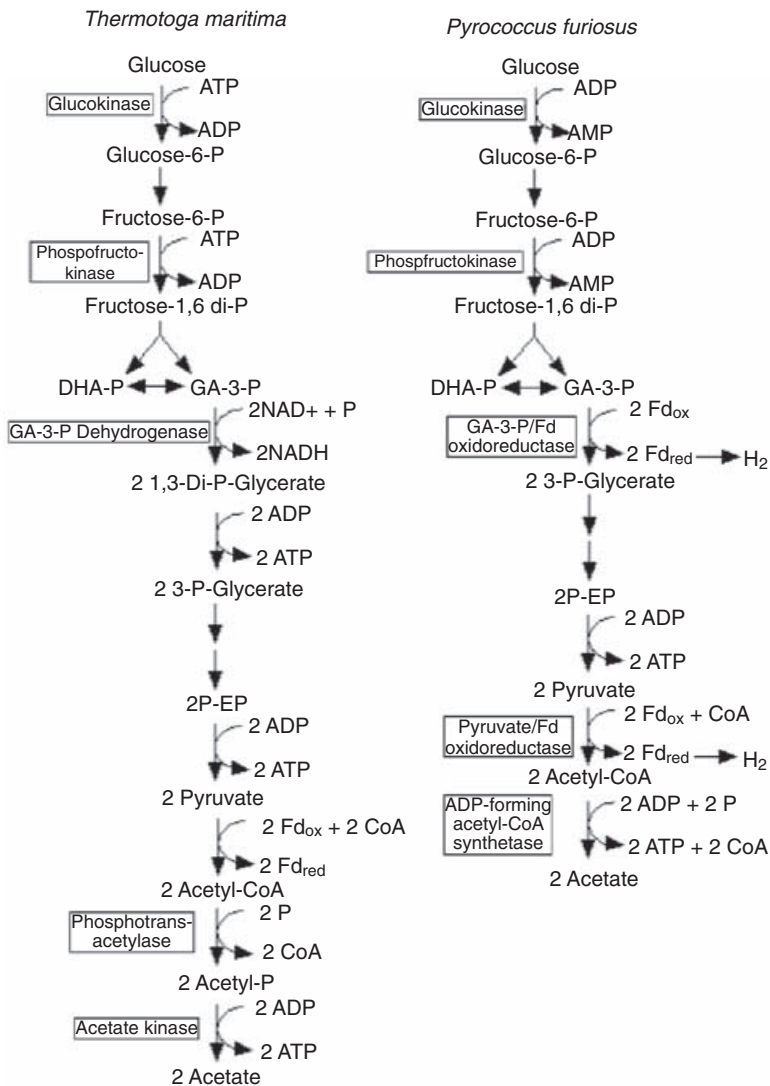 Thermotoga maritima
Glucose
ATP
Glucokinase
ADP
Glucose-6-P
Fructose-6-P
ATP
Phospofructo-
kinase
ADP
Fructose-1,6 di-P
DHA-P
GA-3-P
2NAD+ + P
GA-3-P Dehydrogenase
2NADH
2 1,3-Di-P-Glycerate
2 ADP
2 ATP
2 3-P-Glycerate
2P-EP
2 ADP
2 ATP
2 Pyruvate
2 Fdox + 2 CoA
2 Fdred
2 Acetyl-CoA
2 P
Phosphotrans-
acetylase
2 CoA
2 Acetyl-P
2 ADP
Acetate kinase
2 ATP
2 Acetate
Pyrococcus furiosus
Glucose
ADP
Glucokinase
AMP
Glucose-6-P
Fructose-6-P
ADP
Phospfructokinase
AMP
Fructose-1,6 di-P
DHA-P
GA-3-P
2 Fdox
GA-3-P/Fd
oxidoreductase
2 Fdred
H2
2 3-P-Glycerate
2P-EP
2 ADP
2 ATP
2 Pyruvate
2 Fdox + CoA
Pyruvate/Fd
oxidoreductase
2 Fdred
H2
2 Acetyl-CoA
ADP-forming
acetyl-CoA
synthetase
2 ADP + 2 P
2 ATP + 2 CoA
2 Acetate